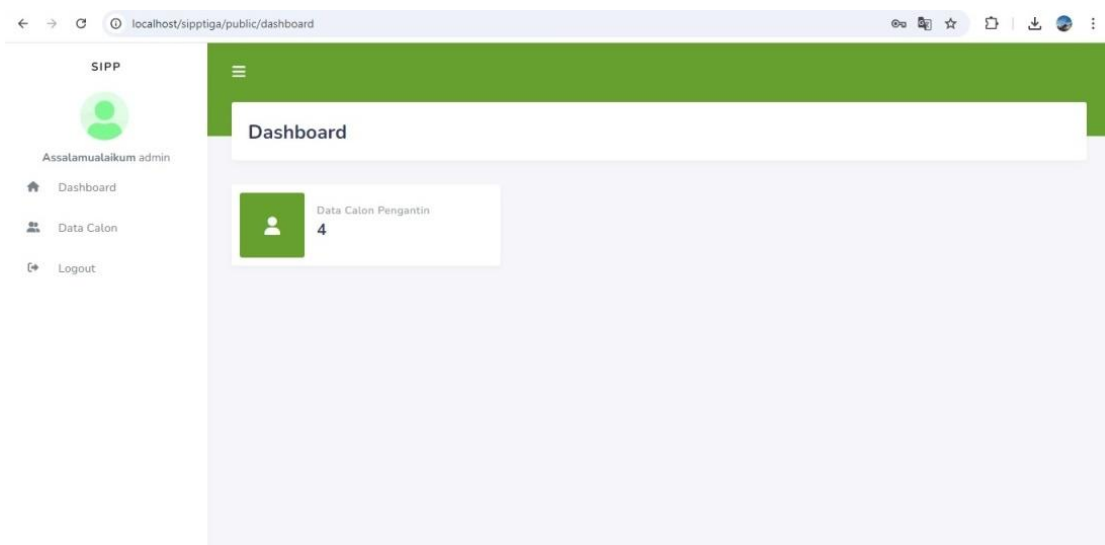 localhost/sipptiga/public/dashboard
SIPP
Assalamualaikum admin
Dashboard
Data Calon
Logout
Dashboard
Data Calon Pengantin
4